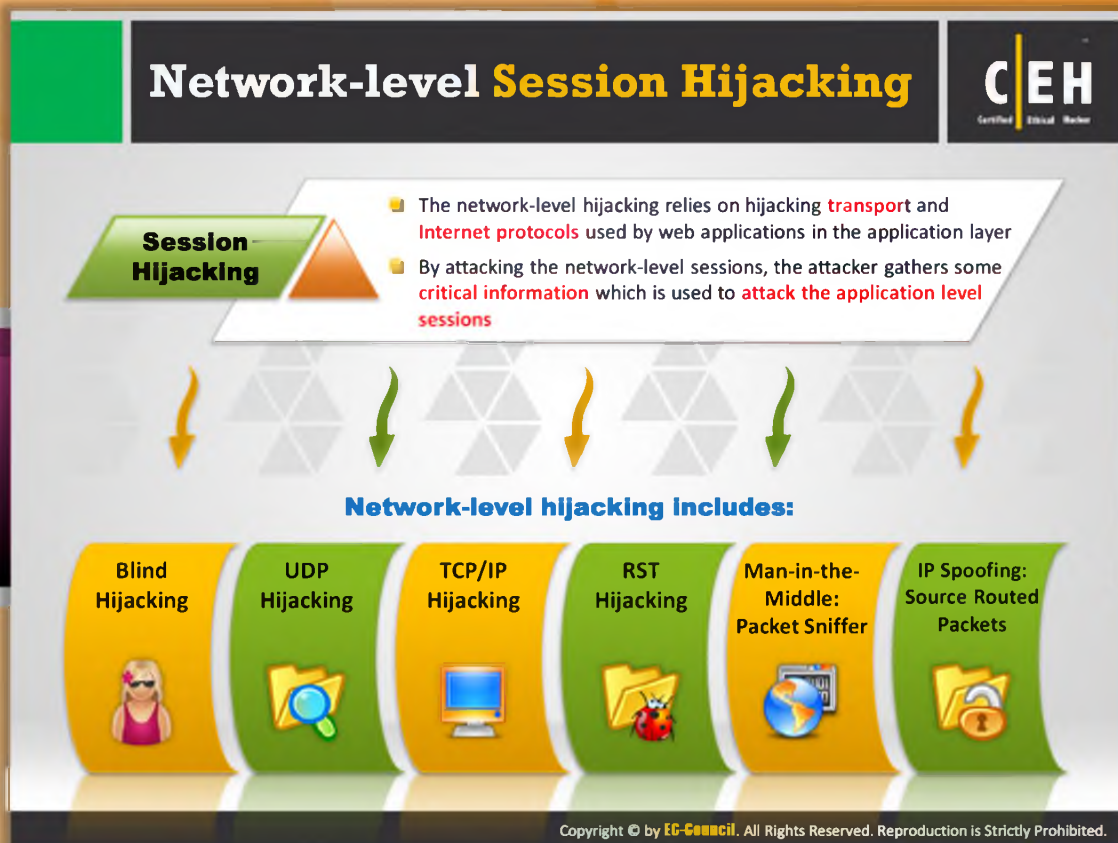 Network-level Session Hijacking
C|EH
Certified Ethical Hacker
Session
Hijacking
The network-level hijacking relies on hijacking transport and
Internet protocols used by web applications in the application layer
By attacking the network-level sessions, the attacker gathers some
critical information which is used to attack the application level
sessions
Network-level hijacking includes:
Blind
Hijacking
UDP
Hijacking
TCP/IP
Hijacking
RST
Hijacking
Man-in-the-
Middle:
Packet Sniffer
IP Spoofing:
Source Routed
Packets
Copyright © by EC-Council. All Rights Reserved. Reproduction is Strictly Prohibited.